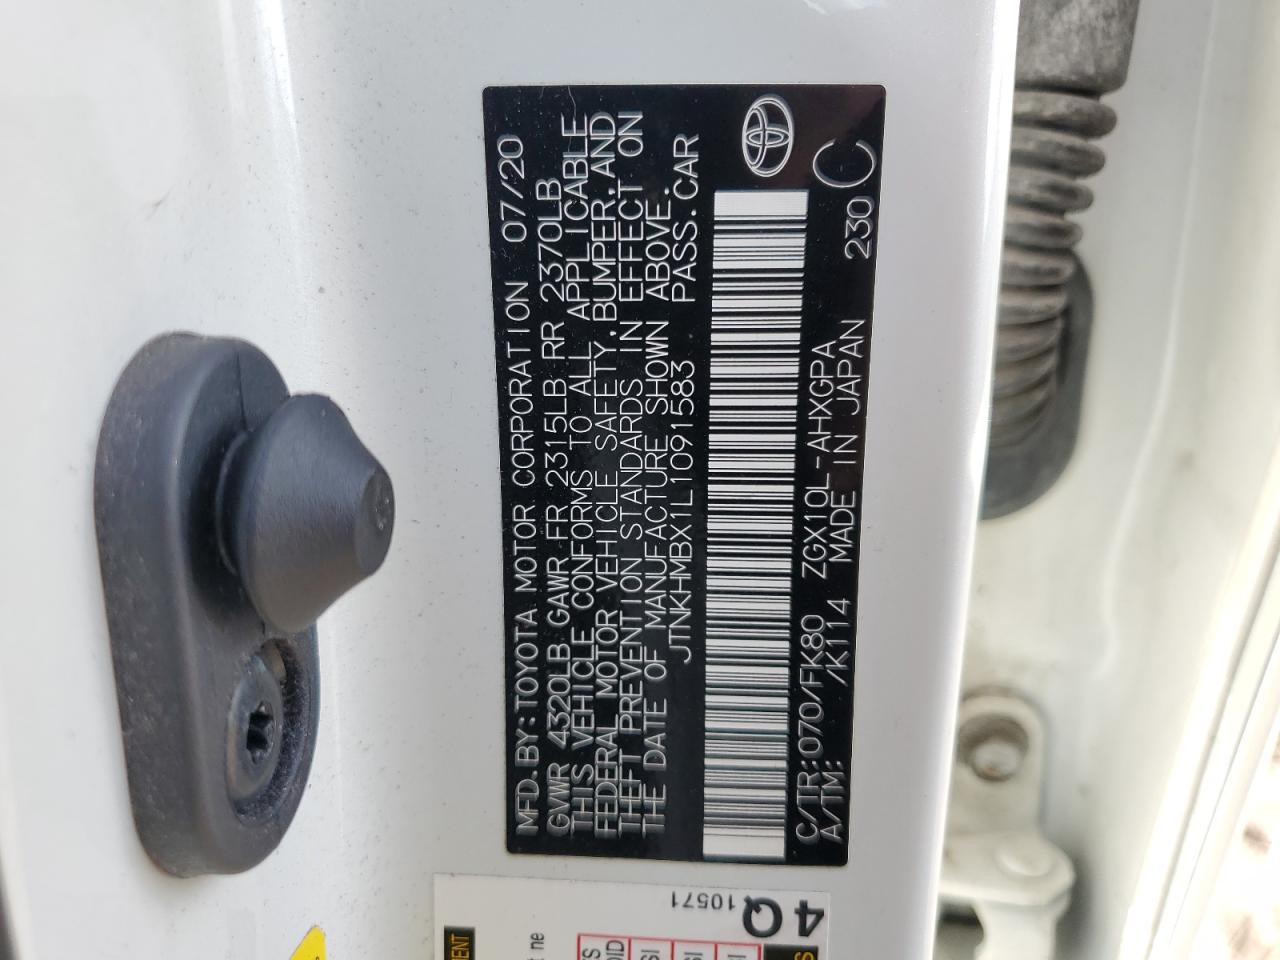 MFD. BY: TOYOTA MOTOR CORPORATION 07/20
GVWR 4320LB GAWR FR 2315LB RR 2370LB
THIS VEHICLE CONFORMS TO ALL APPLICABLE
FEDERAL MOTOR VEHICLE SAFETY, BUMPER, AND
THEFT PREVENTION STANDARDS IN EFFECT ON
THE DATE OF MANUFACTURE SHOWN ABOVE.
JTNKHMBX1L1091583 PASS. CAR
C/TR: 070/FK80 ZGX10L-AHXGPA 230
A/TM: /K114 MADE IN JAPAN C
4Q
10571